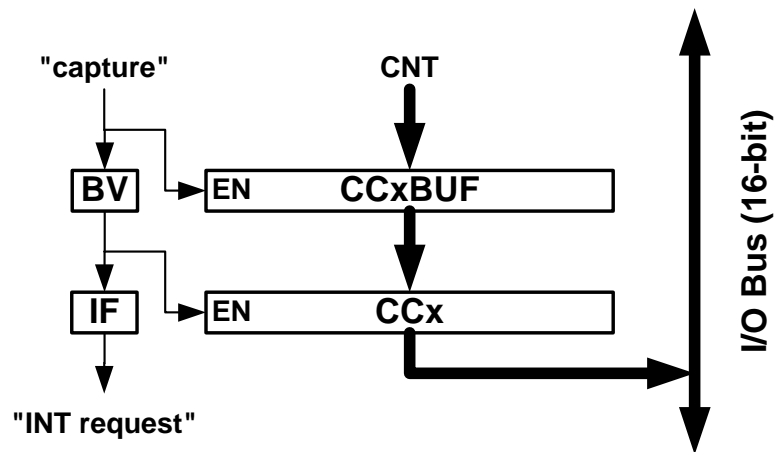 "capture"
CNT
BV
EN
CCxBUF
IF
EN
CCx
"INT request"
I/O Bus (16-bit)